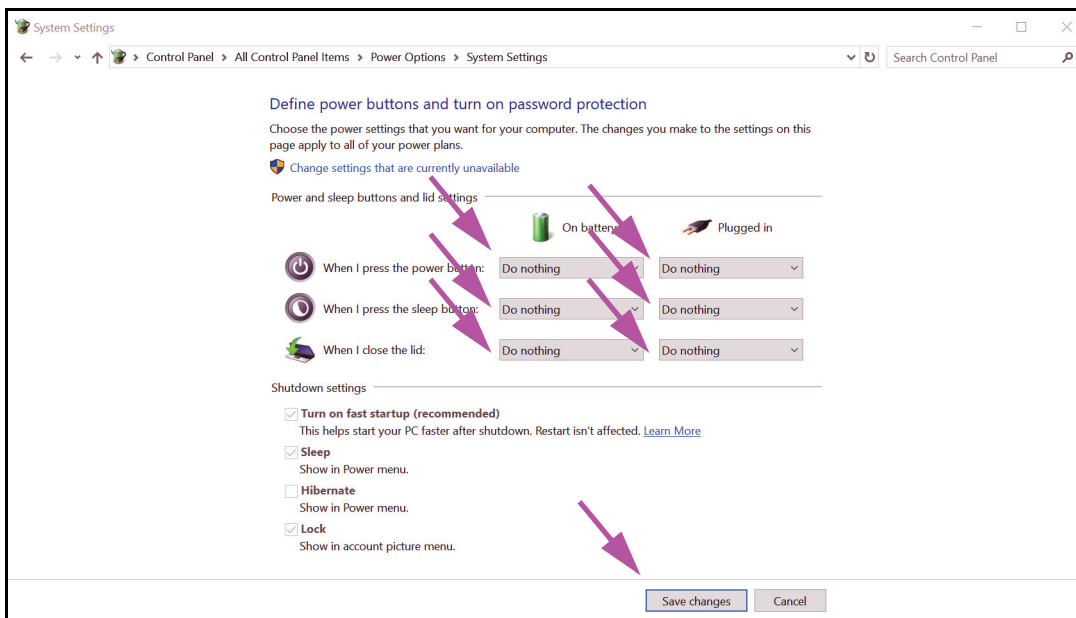 System Settings
Control Panel > All Control Panel Items > Power Options > System Settings
Search Control Panel
Define power buttons and turn on password protection
Choose the power settings that you want for your computer. The changes you make to the settings on this
page apply to all of your power plans.
Change settings that are currently unavailable
Power and sleep buttons and lid settings
On battery
Plugged in
When I press the power button: Do nothing Do nothing
When I press the sleep button: Do nothing Do nothing
When I close the lid: Do nothing Do nothing
Shutdown settings
Turn on fast startup (recommended)
This helps start your PC faster after shutdown. Restart isn't affected. Learn More
Sleep
Show in Power menu.
Hibernate
Show in Power menu.
Lock
Show in account picture menu.
Save changes
Cancel